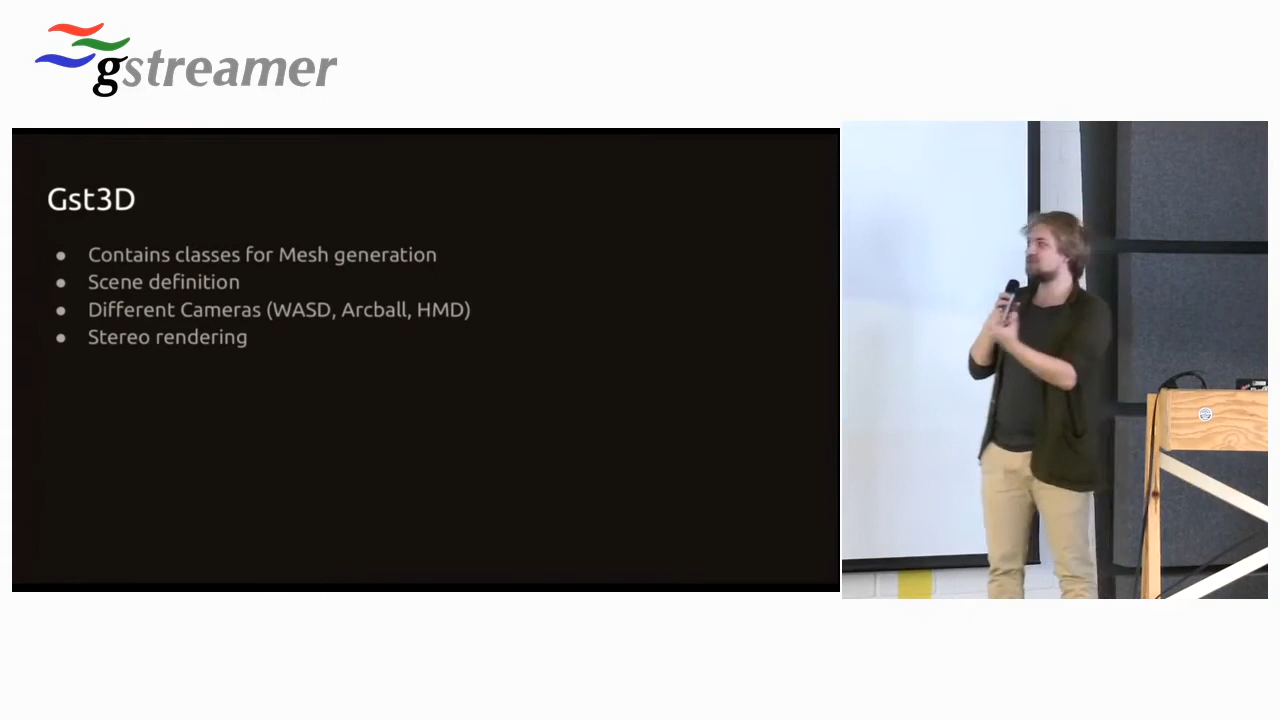 gstreamer
Gst3D
● Contains classes for Mesh generation
● Scene definition
● Different Cameras (WASD, Arcball, HMD)
● Stereo rendering